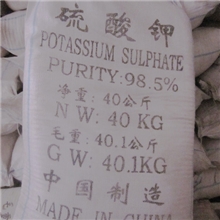 硫酸钾
POTASSIUM SULPHATE
PURITY:98.5%
净重:40公斤
N W: 40 KG
毛重:40.1公斤
G W: 40.1KG
中国制造
MADE IN CHINA